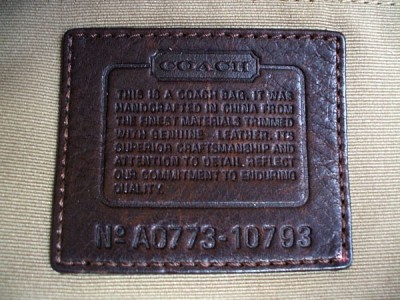 COACH
THIS IS A COACH BAG. IT WAS
HANDCRAFTED IN CHINA FROM
THE FINEST MATERIALS TRIMMED
WITH GENUINE LEATHER. ITS
SUPERIOR CRAFTSMANSHIP AND
ATTENTION TO DETAIL REFLECT
OUR COMMITMENT TO ENDURING
QUALITY.
Nº A0773-10793